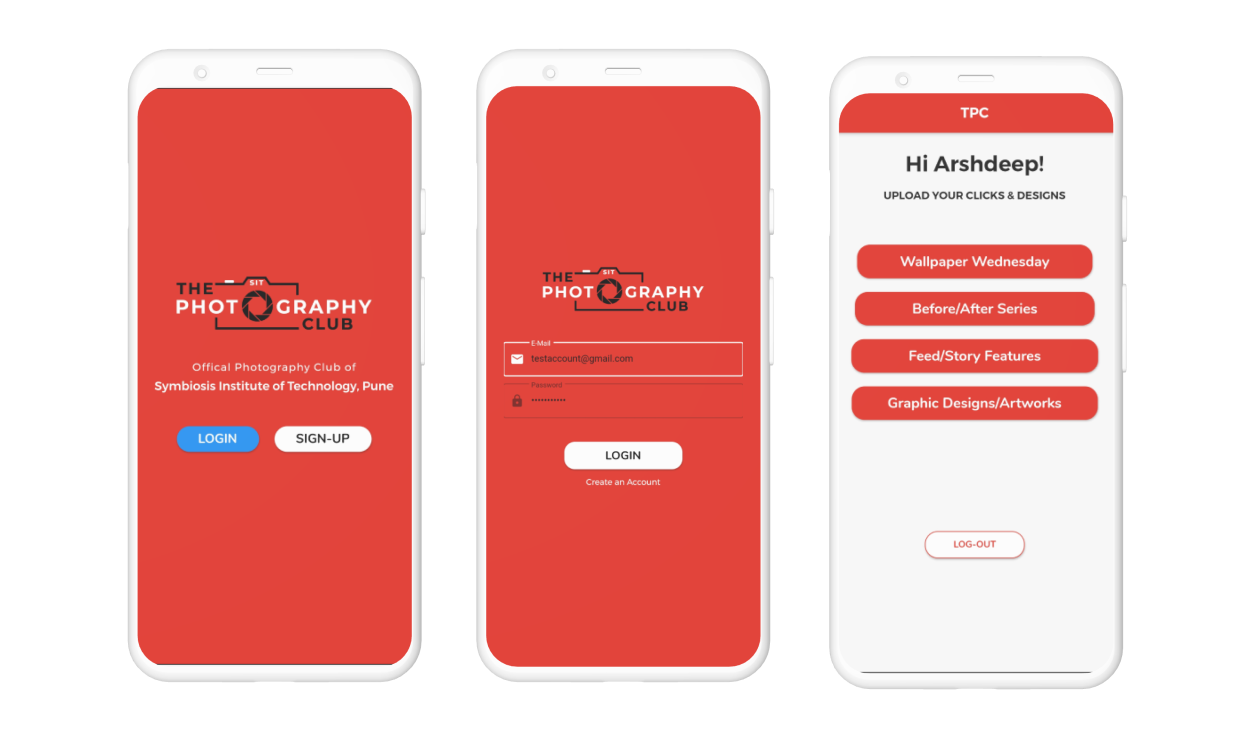 SIT
THE
PHOTOGRAPHY
CLUB
Offical Photography Club of
Symbiosis Institute of Technology, Pune
LOGIN SIGN-UP
SIT
THE
PHOTOGRAPHY
CLUB
E-Mail
testaccount@gmail.com
Password
•••••••••••
LOGIN
Create an Account
TPC
Hi Arshdeep!
UPLOAD YOUR CLICKS & DESIGNS
Wallpaper Wednesday
Before/After Series
Feed/Story Features
Graphic Designs/Artworks
LOG-OUT